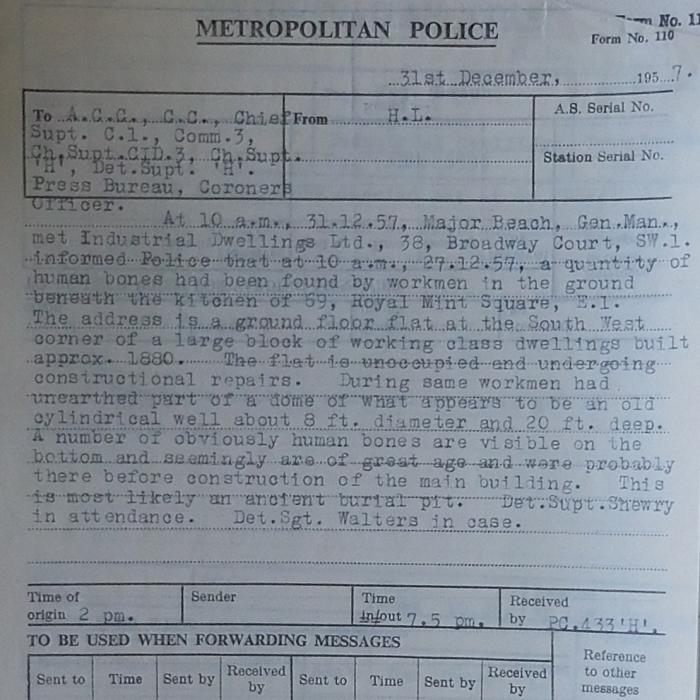 No. 11
METROPOLITAN POLICE
Form No. 110
31st December, 1957.
To A.C.C., C.C., Chief
Supt. C.1., Comm.3,
Ch.Supt.CID.3, Ch.Supt.
'H', Det.Supt. 'H'.
Press Bureau, Coroners
Officer.
From H.L.
A.S. Serial No.
Station Serial No.
At 10 a.m., 31.12.57, Major Beach, Gen.Man.,
met Industrial Dwellings Ltd., 38, Broadway Court, SW.1.
informed Police that at 10 a.m., 27.12.57, a quantity of
human bones had been found by workmen in the ground
beneath the kitchen of 69, Royal Mint Square, E.1.
The address is a ground floor flat at the South West
corner of a large block of working class dwellings built
approx. 1880. The flat is unoccupied and undergoing
constructional repairs. During same workmen had
unearthed part of a dome of what appears to be an old
cylindrical well about 8 ft. diameter and 20 ft. deep.
A number of obviously human bones are visible on the
bottom and seemingly are of great age and were probably
there before construction of the main building. This
is most likely an ancient burial pit. Det.Supt.Shewry
in attendance. Det.Sgt. Walters in case.
Time of
origin 2 pm.
Sender
Time
in/out 7.5 pm.
Received
by PC.433'H'.
TO BE USED WHEN FORWARDING MESSAGES
Reference
to other
messages
Sent to
Time
Sent by
Received
by
Sent to
Time
Sent by
Received
by